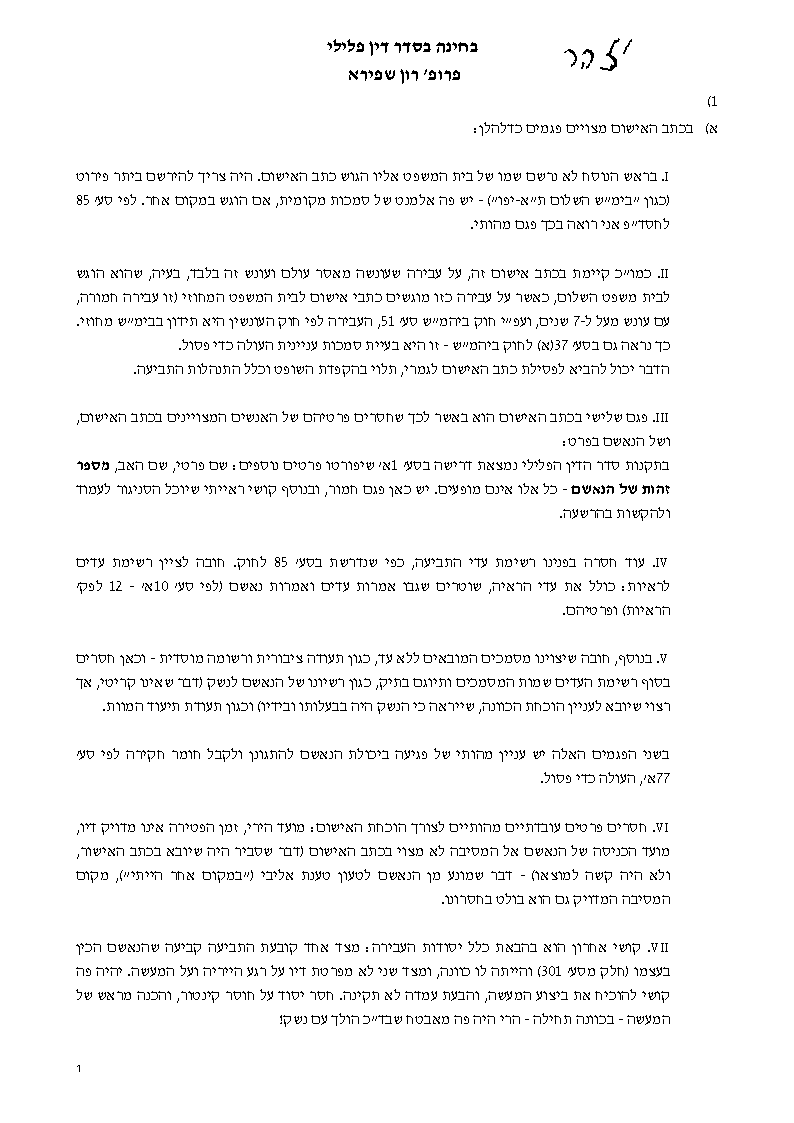 יצהר
בחינה בסדר דין פלילי
פרופ׳ רון שפירא
1)
א) בכתב האישום מצויים פגמים כדלהלן:
I. בראש הנוסח לא נרשם שמו של בית המשפט אליו הגוש כתב האישום. היה צריך להירשם ביתר פירוט
(כגון ״בימ״ש השלום ת״א-יפו״) - יש פה אלמנט של סמכות מקומית, אם הוגש במקום אחר. לפי סע׳ 85
לחסד״פ אני רואה בכך פגם מהותי.
II. כמו״כ קיימת בכתב אישום זה, על עבירה שעונשה מאסר עולם ועונש זה בלבד, בעיה, שהוא הוגש
לבית משפט השלום, כאשר על עבירה כזו מוגשים כתבי אישום לבית המשפט המחוזי (זו עבירה חמורה,
עם עונש מעל ל-7 שנים, ועפ״י חוק ביהמ״ש סע׳ 51, העבירה לפי חוק העונשין היא תידון בבימ״ש מחוזי.
כך נראה גם בסע׳ 37(א) לחוק ביהמ״ש - זו היא בעיית סמכות עניינית העולה כדי פסול.
הדבר יכול להביא לפסילת כתב האישום לגמרי, תלוי בהקפדת השופט וכלל התנהלות התביעה.
III. פגם שלישי בכתב האישום הוא באשר לכך שחסרים פרטיהם של האנשים המצויינים בכתב האישום,
ושל הנאשם בפרט:
בתקנות סדר הדין הפלילי נמצאת דרישה בסע׳ 1א׳ שיפורטו פרטים נוספים: שם פרטי, שם האב, מספר
זהות של הנאשם - כל אלו אינם מופעים. יש כאן פגם חמור, ובנוסף קושי ראייתי שיוכל הסניגור לעמוד
ולהקשות בהרשעה.
IV. עוד חסרה בפנינו רשימת עדי התביעה, כפי שנדרשת בסע׳ 85 לחוק. חובה לציין רשימת עדים
לראיות: כולל את עדי הראיה, שוטרים שגבו אמרות עדים ואמרות נאשם (לפי סע׳ 10א׳ - 12 לפק׳
הראיות) ופרטיהם.
V. בנוסף, חובה שיצוינו מסמכים המובאים ללא עד, כגון תעודה ציבורית ורשומה מוסדית - וכאן חסרים
בסוף רשימת העדים שמות המסמכים ותיוגם בתיק, כגון רשיונו של הנאשם לנשק (דבר שאינו קריטי, אך
רצוי שיובא לעניין הוכחת הכוונה, שייראה כי הנשק היה בבעלותו ובידיו) וכגון תעודת תיעוד המוות.
בשני הפגמים האלה יש עניין מהותי של פגיעה ביכולת הנאשם להתגונן ולקבל חומר חקירה לפי סע׳
77א׳, העולה כדי פסול.
VI. חסרים פרטים עובדתיים מהותיים לצורך הוכחת האישום: מועד הירי, זמן הפטירה אינו מדויק דיו,
מועד הכניסה של הנאשם אל המסיבה לא מצוי בכתב האישום (דבר שסביר היה שיובא בכתב האישור,
ולא היה קשה למוצאו) - דבר שמונע מן הנאשם לטעון טענת אליבי (״במקום אחר הייתי״), מקום
המסיבה המדויק גם הוא בולט בחסרונו.
VII. קושי אחרון הוא בהבאת כלל יסודות העבירה: מצד אחד קובעת התביעה קביעה שהנאשם הכין
בעצמו (חלק מסע׳ 301) והייתה לו כוונה, ומצד שני לא מפרטת דיו על רגע הייריה ועל המעשה. יהיה פה
קושי להוכיח את ביצוע המעשה, והבעת עמדה לא תקינה. חסר יסוד על חוסר קינטור, והכנה מראש של
המעשה - בכוונה תחילה - הרי היה פה מאבטח שבד״כ הולך עם נשק!
1